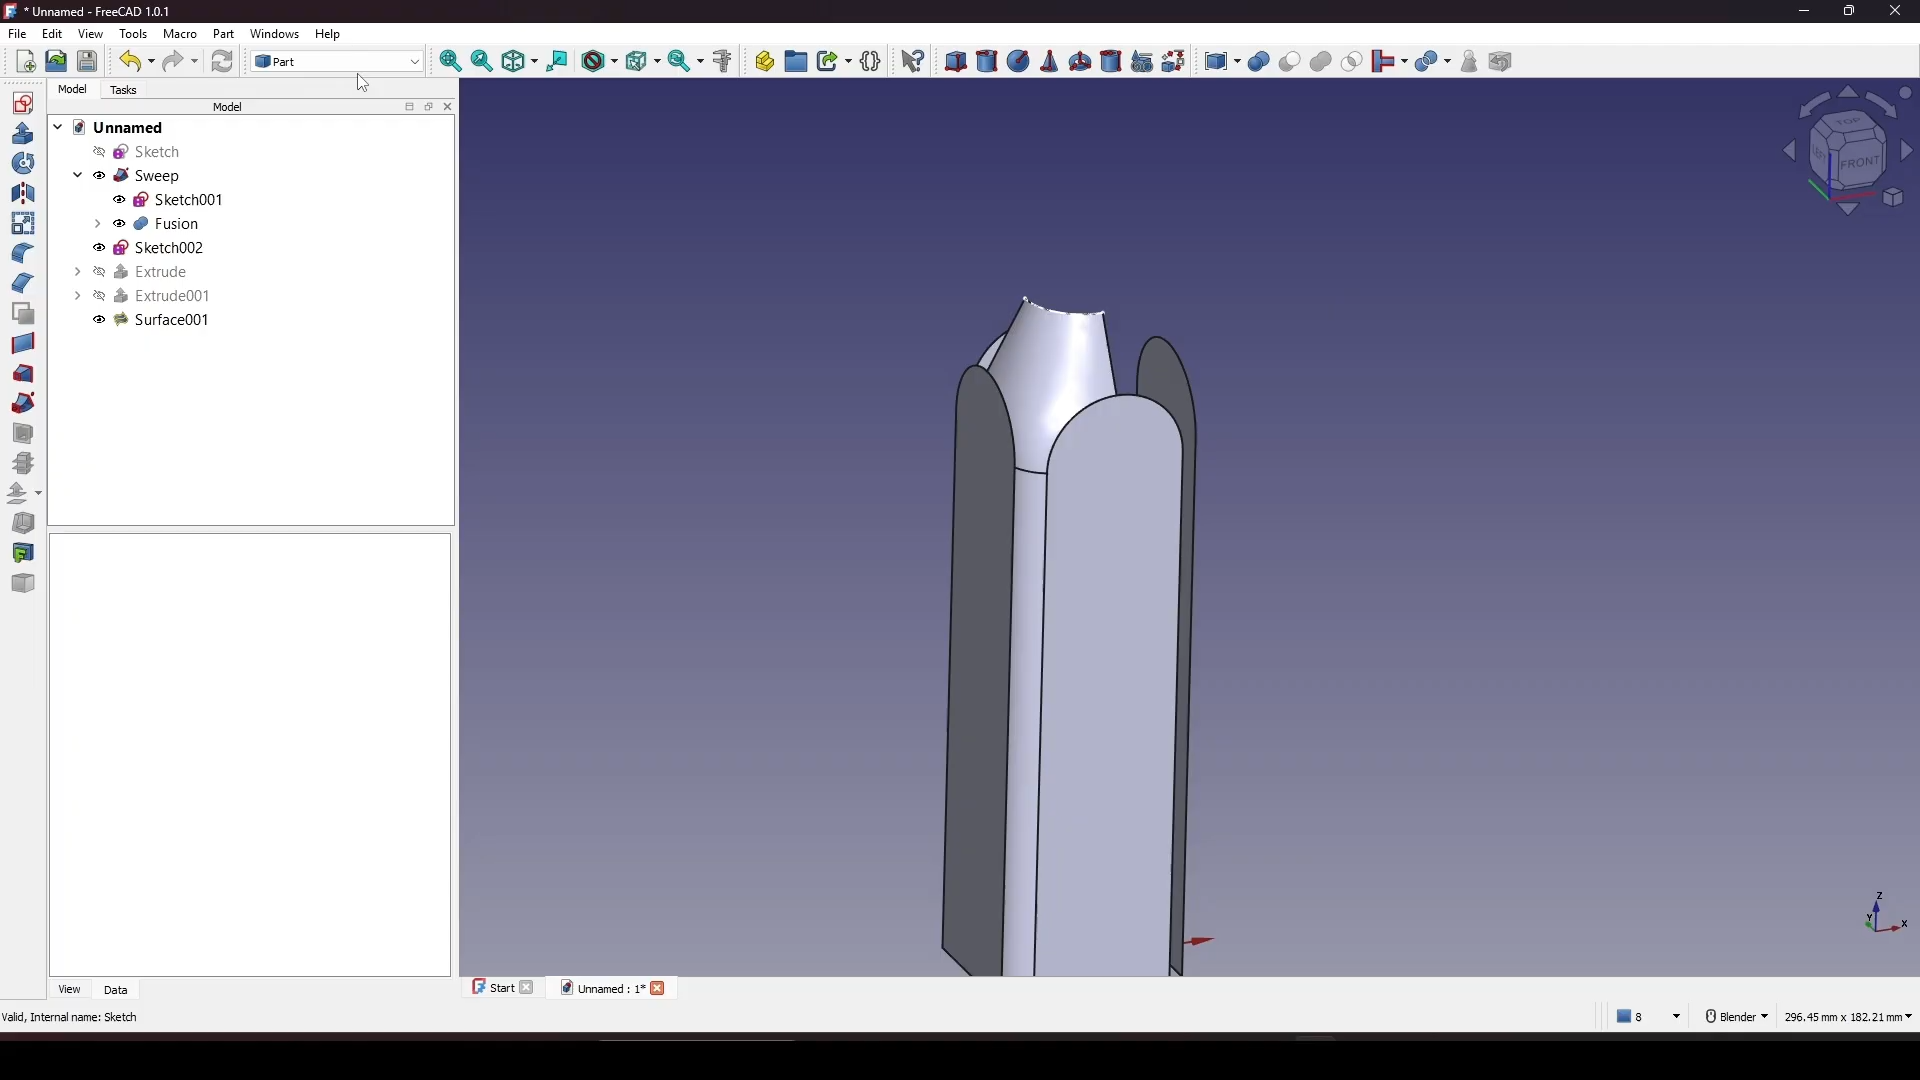 * Unnamed - FreeCAD 1.0.1
File Edit View Tools Macro Part Windows Help
Part
Model Tasks
Model
Unnamed
Sketch
Sweep
Sketch001
Fusion
Sketch002
Extrude
Extrude001
Surface001
TOP
FRONT
Z
Y
X
View Data
Start
Unnamed : 1*
Valid, Internal name: Sketch
8
Blender
296.45 mm x 182.21 mm